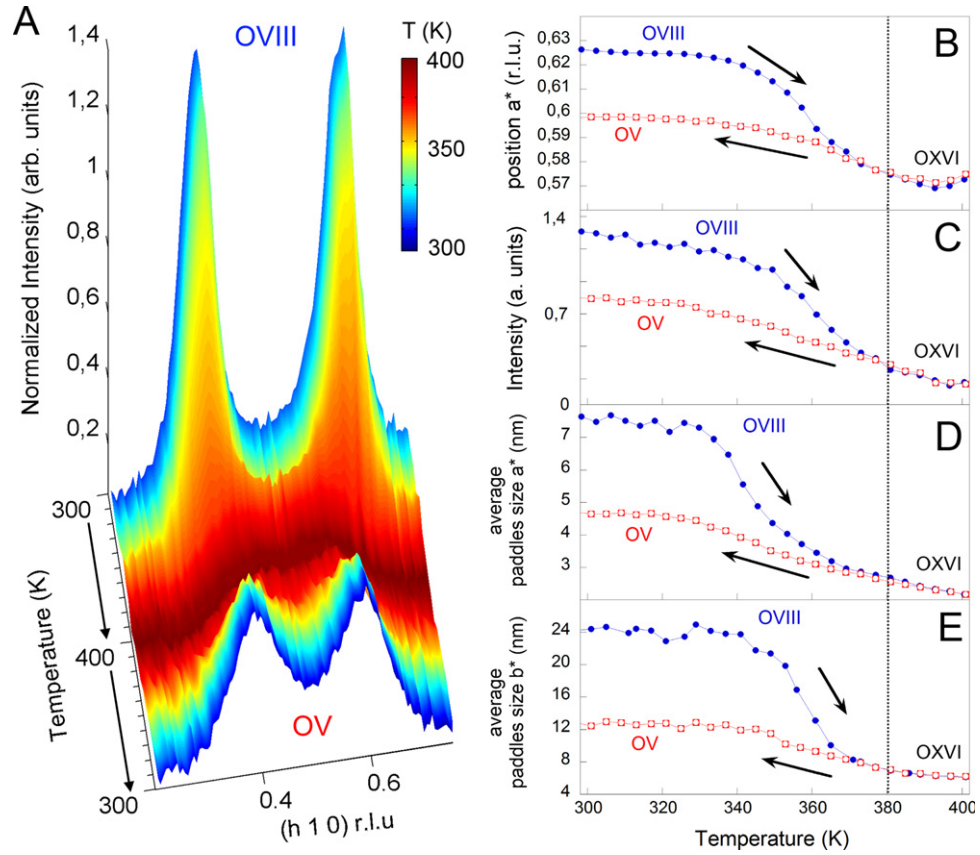 A
OVIII
T (K)
400
350
300
Normalized Intensity (arb. units)
1,4
1,2
1
0,8
0,6
0,4
0,2
300
400
300
Temperature (K)
OV
0.4
0.6
(h 1 0) r.l.u
B
position a* (r.l.u.)
0,63
0,62
0,6
0,59
0,58
0,57
OVIII
OV
OXVI
C
Intensity (a. units)
1,4
0,7
0
OVIII
OV
OXVI
D
average
paddles size a* (nm)
7
6
5
4
3
OVIII
OV
OXVI
E
average
paddles size b* (nm)
24
20
16
12
8
4
OVIII
OV
OXVI
300
320
340
360
380
400
Temperature (K)